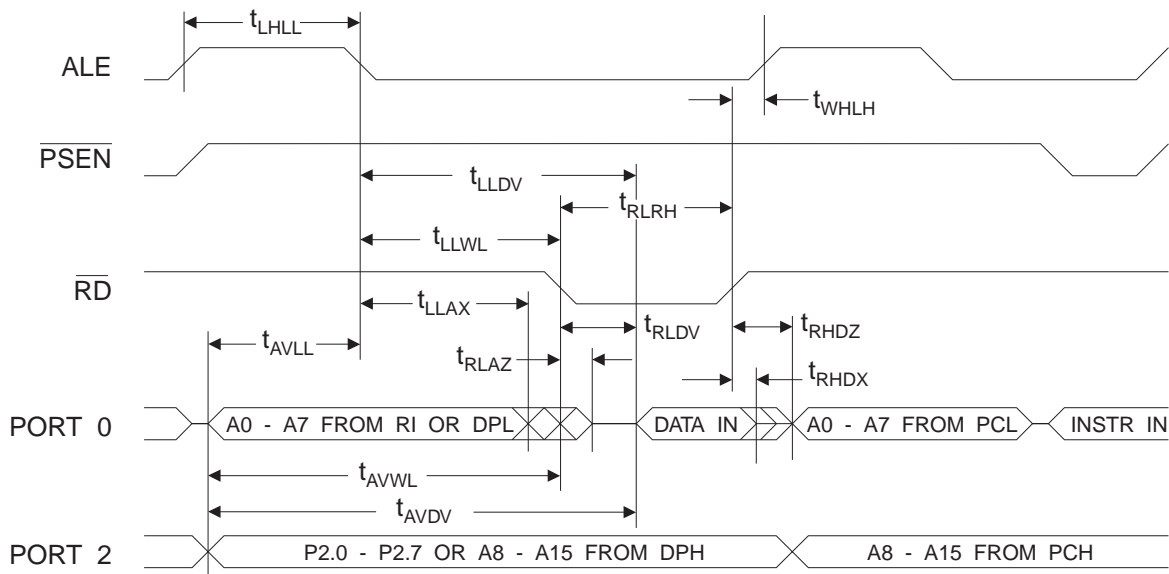 tLHLL
ALE
tWHLH
PSEN
tLLDV
tRLRH
tLLWL
RD
tLLAX
tRLDV
tRHDZ
tAVLL
tRLAZ
tRHDX
PORT 0
A0 - A7 FROM RI OR DPL
DATA IN
A0 - A7 FROM PCL
INSTR IN
tAVWL
tAVDV
PORT 2
P2.0 - P2.7 OR A8 - A15 FROM DPH
A8 - A15 FROM PCH